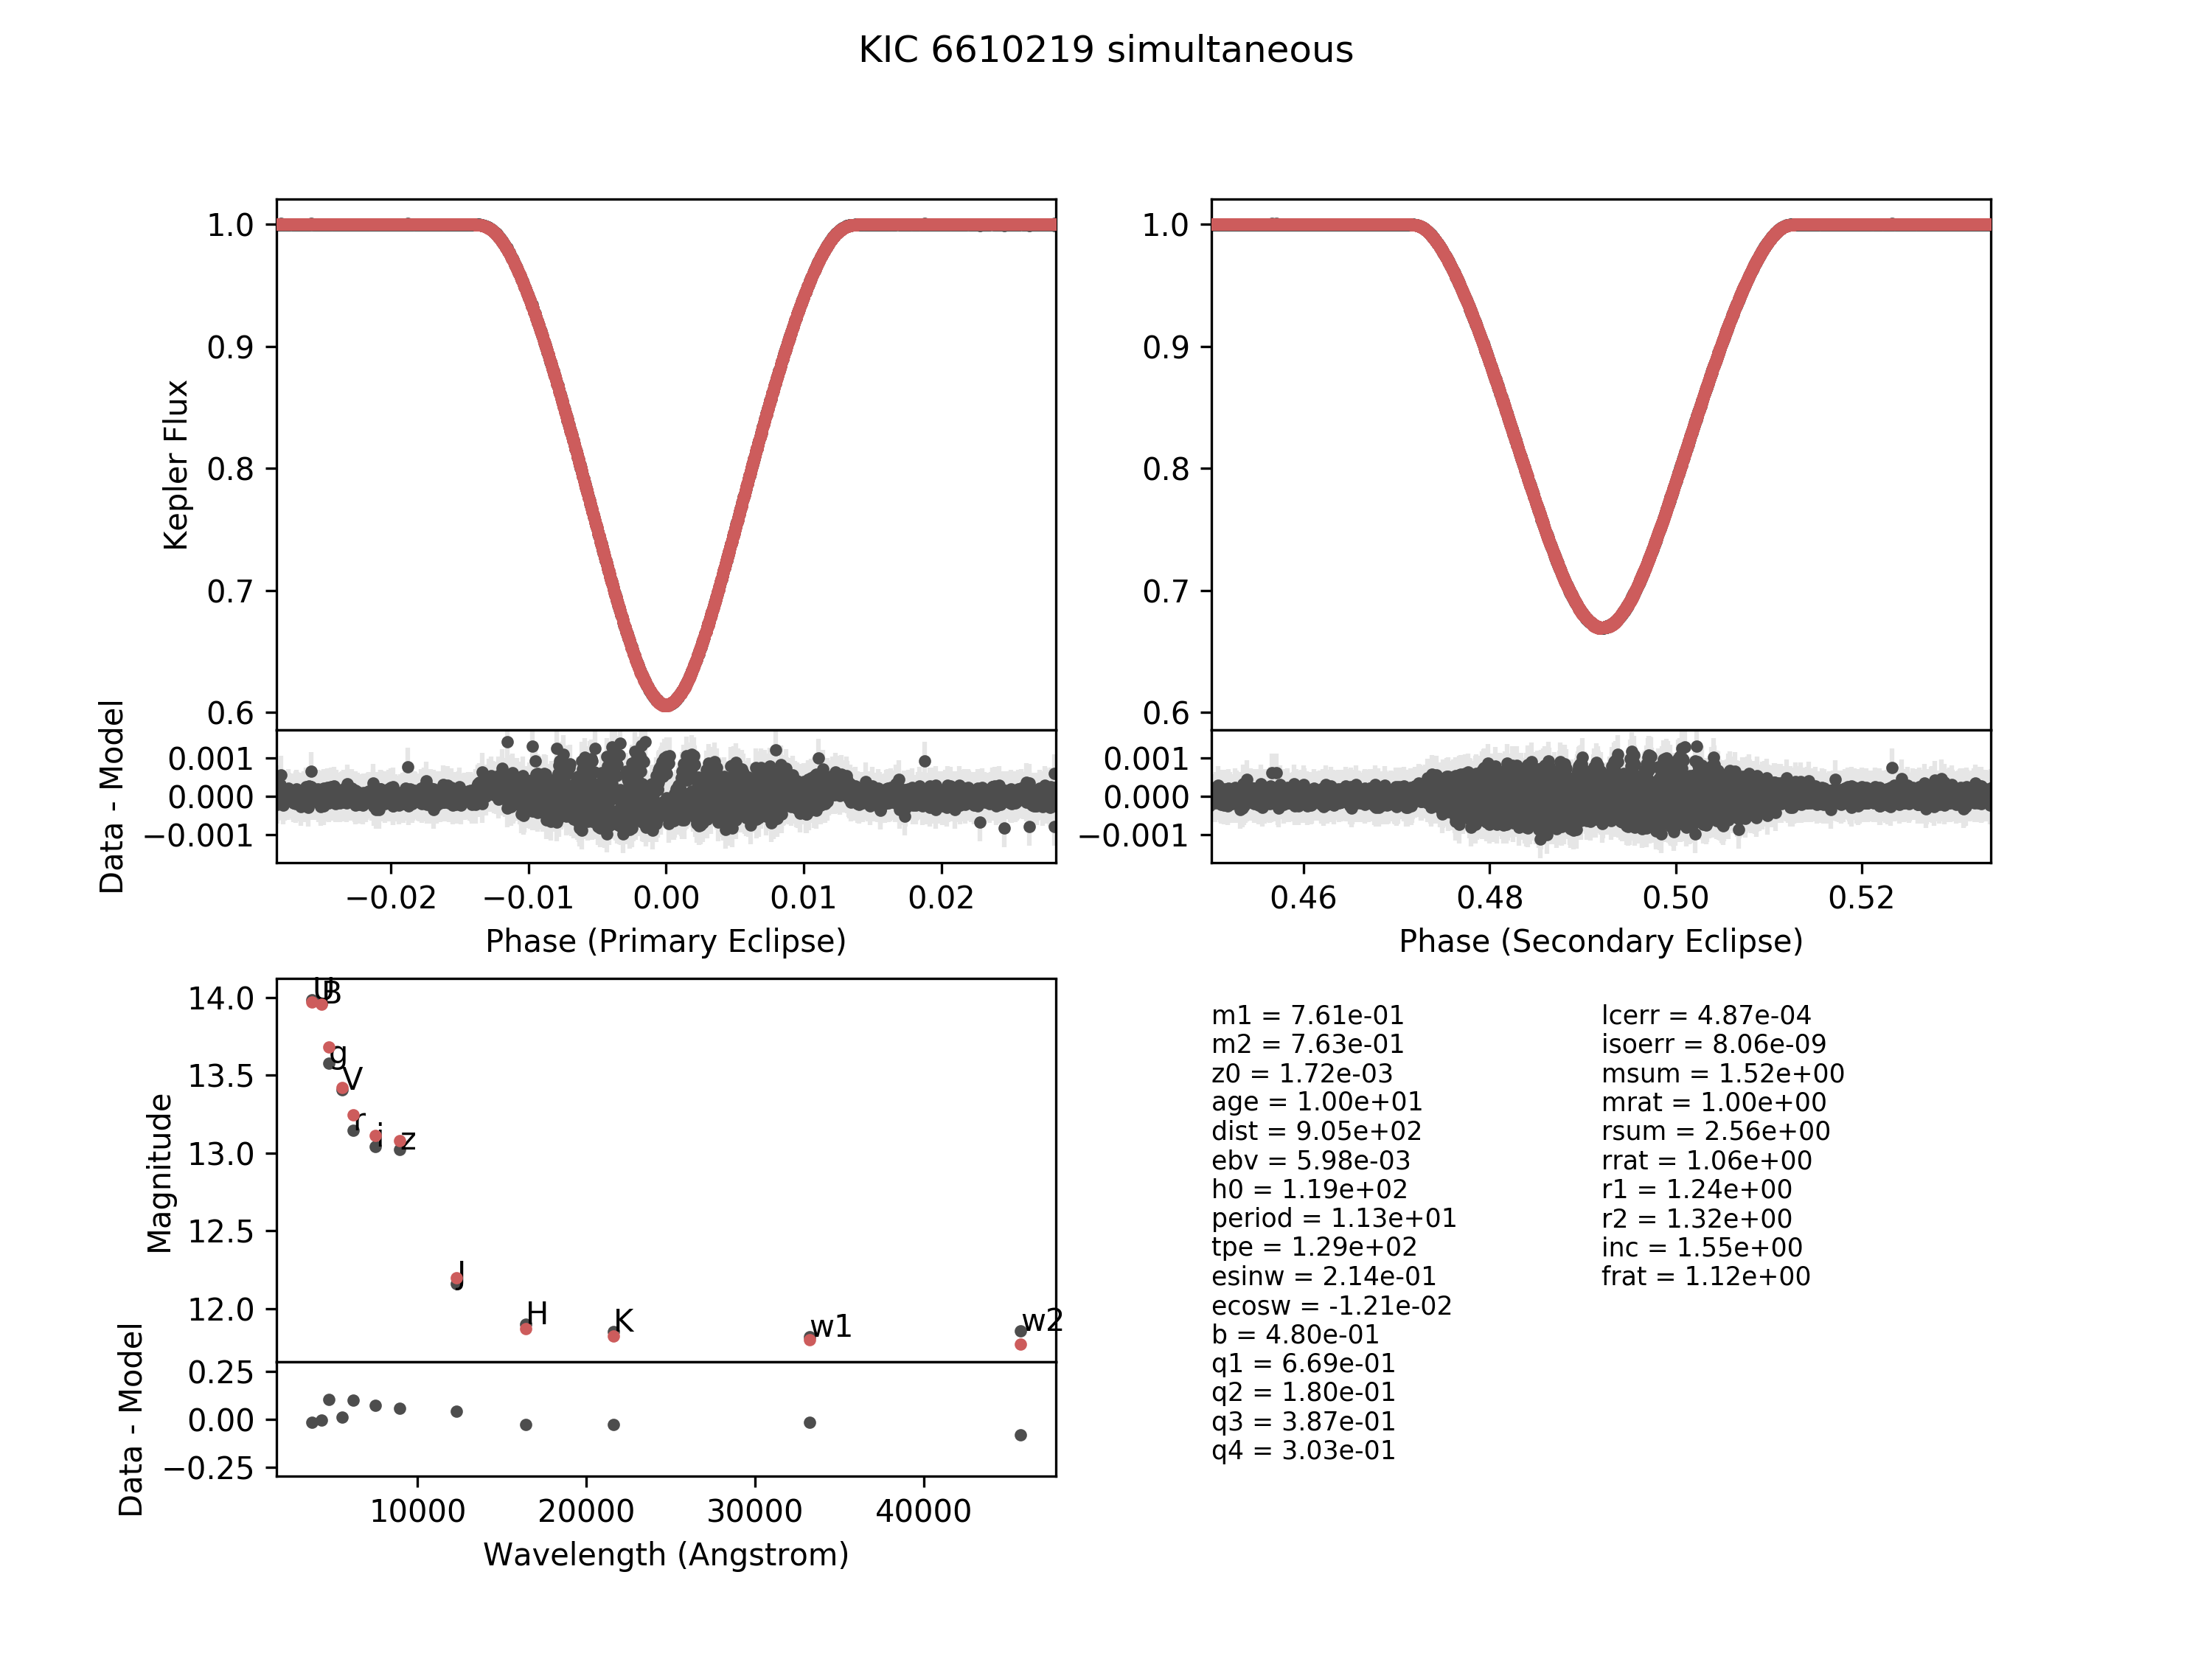 KIC 6610219 simultaneous
Kepler Flux
1.0
0.9
0.8
0.7
0.6
Data - Model
0.001
0.000
−0.001
−0.02 −0.01 0.00 0.01 0.02
Phase (Primary Eclipse)
1.0
0.9
0.8
0.7
0.6
0.001
0.000
−0.001
0.46 0.48 0.50 0.52
Phase (Secondary Eclipse)
Magnitude
14.0
13.5
13.0
12.5
12.0
U B g V r i z J H K w1 w2
Data - Model
0.25
0.00
−0.25
10000 20000 30000 40000
Wavelength (Angstrom)
m1 = 7.61e-01
m2 = 7.63e-01
z0 = 1.72e-03
age = 1.00e+01
dist = 9.05e+02
ebv = 5.98e-03
h0 = 1.19e+02
period = 1.13e+01
tpe = 1.29e+02
esinw = 2.14e-01
ecosw = -1.21e-02
b = 4.80e-01
q1 = 6.69e-01
q2 = 1.80e-01
q3 = 3.87e-01
q4 = 3.03e-01
lcerr = 4.87e-04
isoerr = 8.06e-09
msum = 1.52e+00
mrat = 1.00e+00
rsum = 2.56e+00
rrat = 1.06e+00
r1 = 1.24e+00
r2 = 1.32e+00
inc = 1.55e+00
frat = 1.12e+00